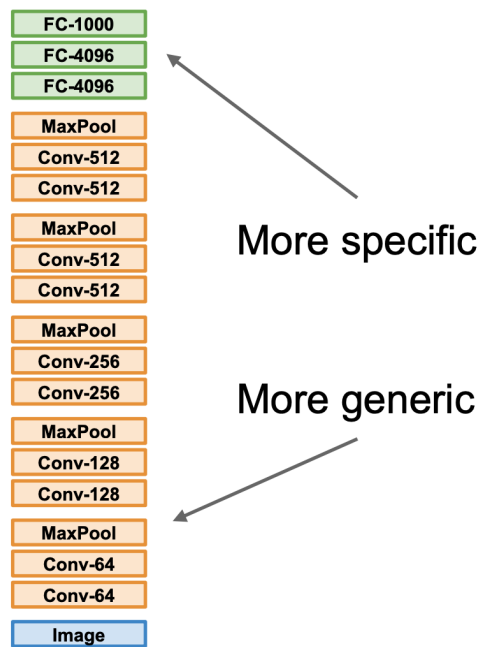 FC-1000
FC-4096
FC-4096
MaxPool
Conv-512
Conv-512
MaxPool
Conv-512
Conv-512
MaxPool
Conv-256
Conv-256
MaxPool
Conv-128
Conv-128
MaxPool
Conv-64
Conv-64
Image
More specific
More generic